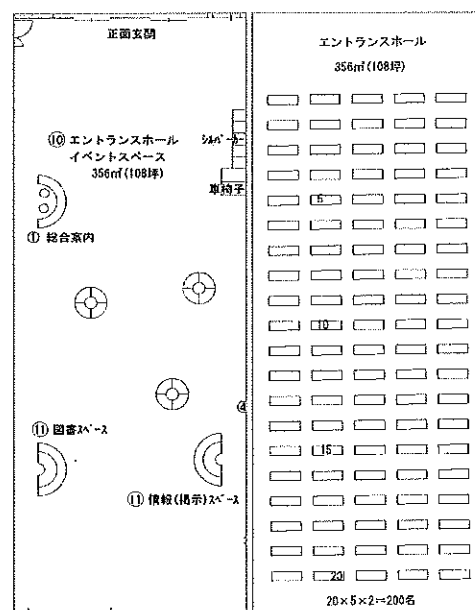 正面玄関
⑩ エントランスホール
イベントスペース
356㎡(108坪)
シルバーカー
車椅子
① 総合案内
④
⑪ 図書スペース
⑪ 情報(掲示)スペース
エントランスホール
356㎡(108坪)
5
10
15
20
20×5×2=200名